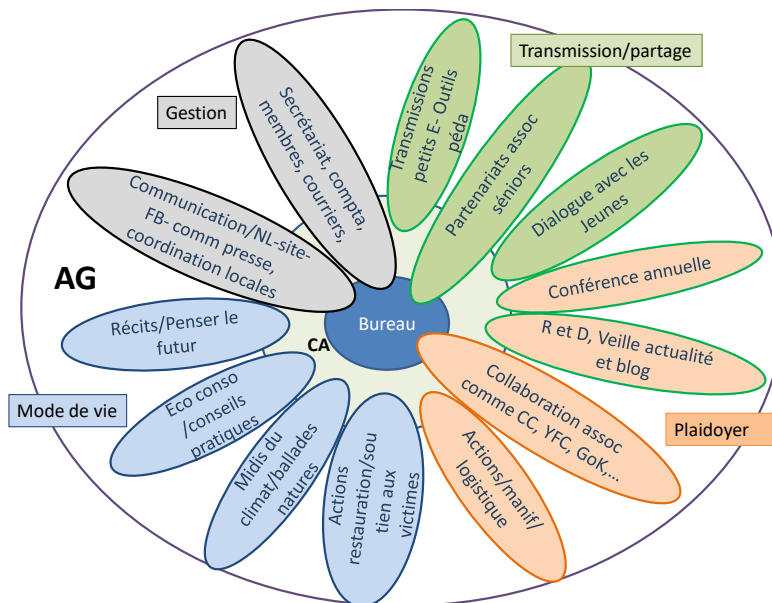 Transmission/partage
Gestion
Secrétariat, compta,
membres, courriers,
Transmissions
petits E- Outils
péda
Partenariats assoc
séniors
Dialogue avec les
Jeunes
Communication/NL-site-
FB- comm presse,
coordination locales
AG
Conférence annuelle
Bureau
CA
R et D, Veille actualité
et blog
Récits/Penser le
futur
Mode de vie
Eco conso
/conseils
pratiques
Midis du
climat/ballades
natures
Actions
restauration/sou
tien aux
victimes
Actions/manif/
logistique
Collaboration assoc
comme CC, YFC, GoK,...
Plaidoyer